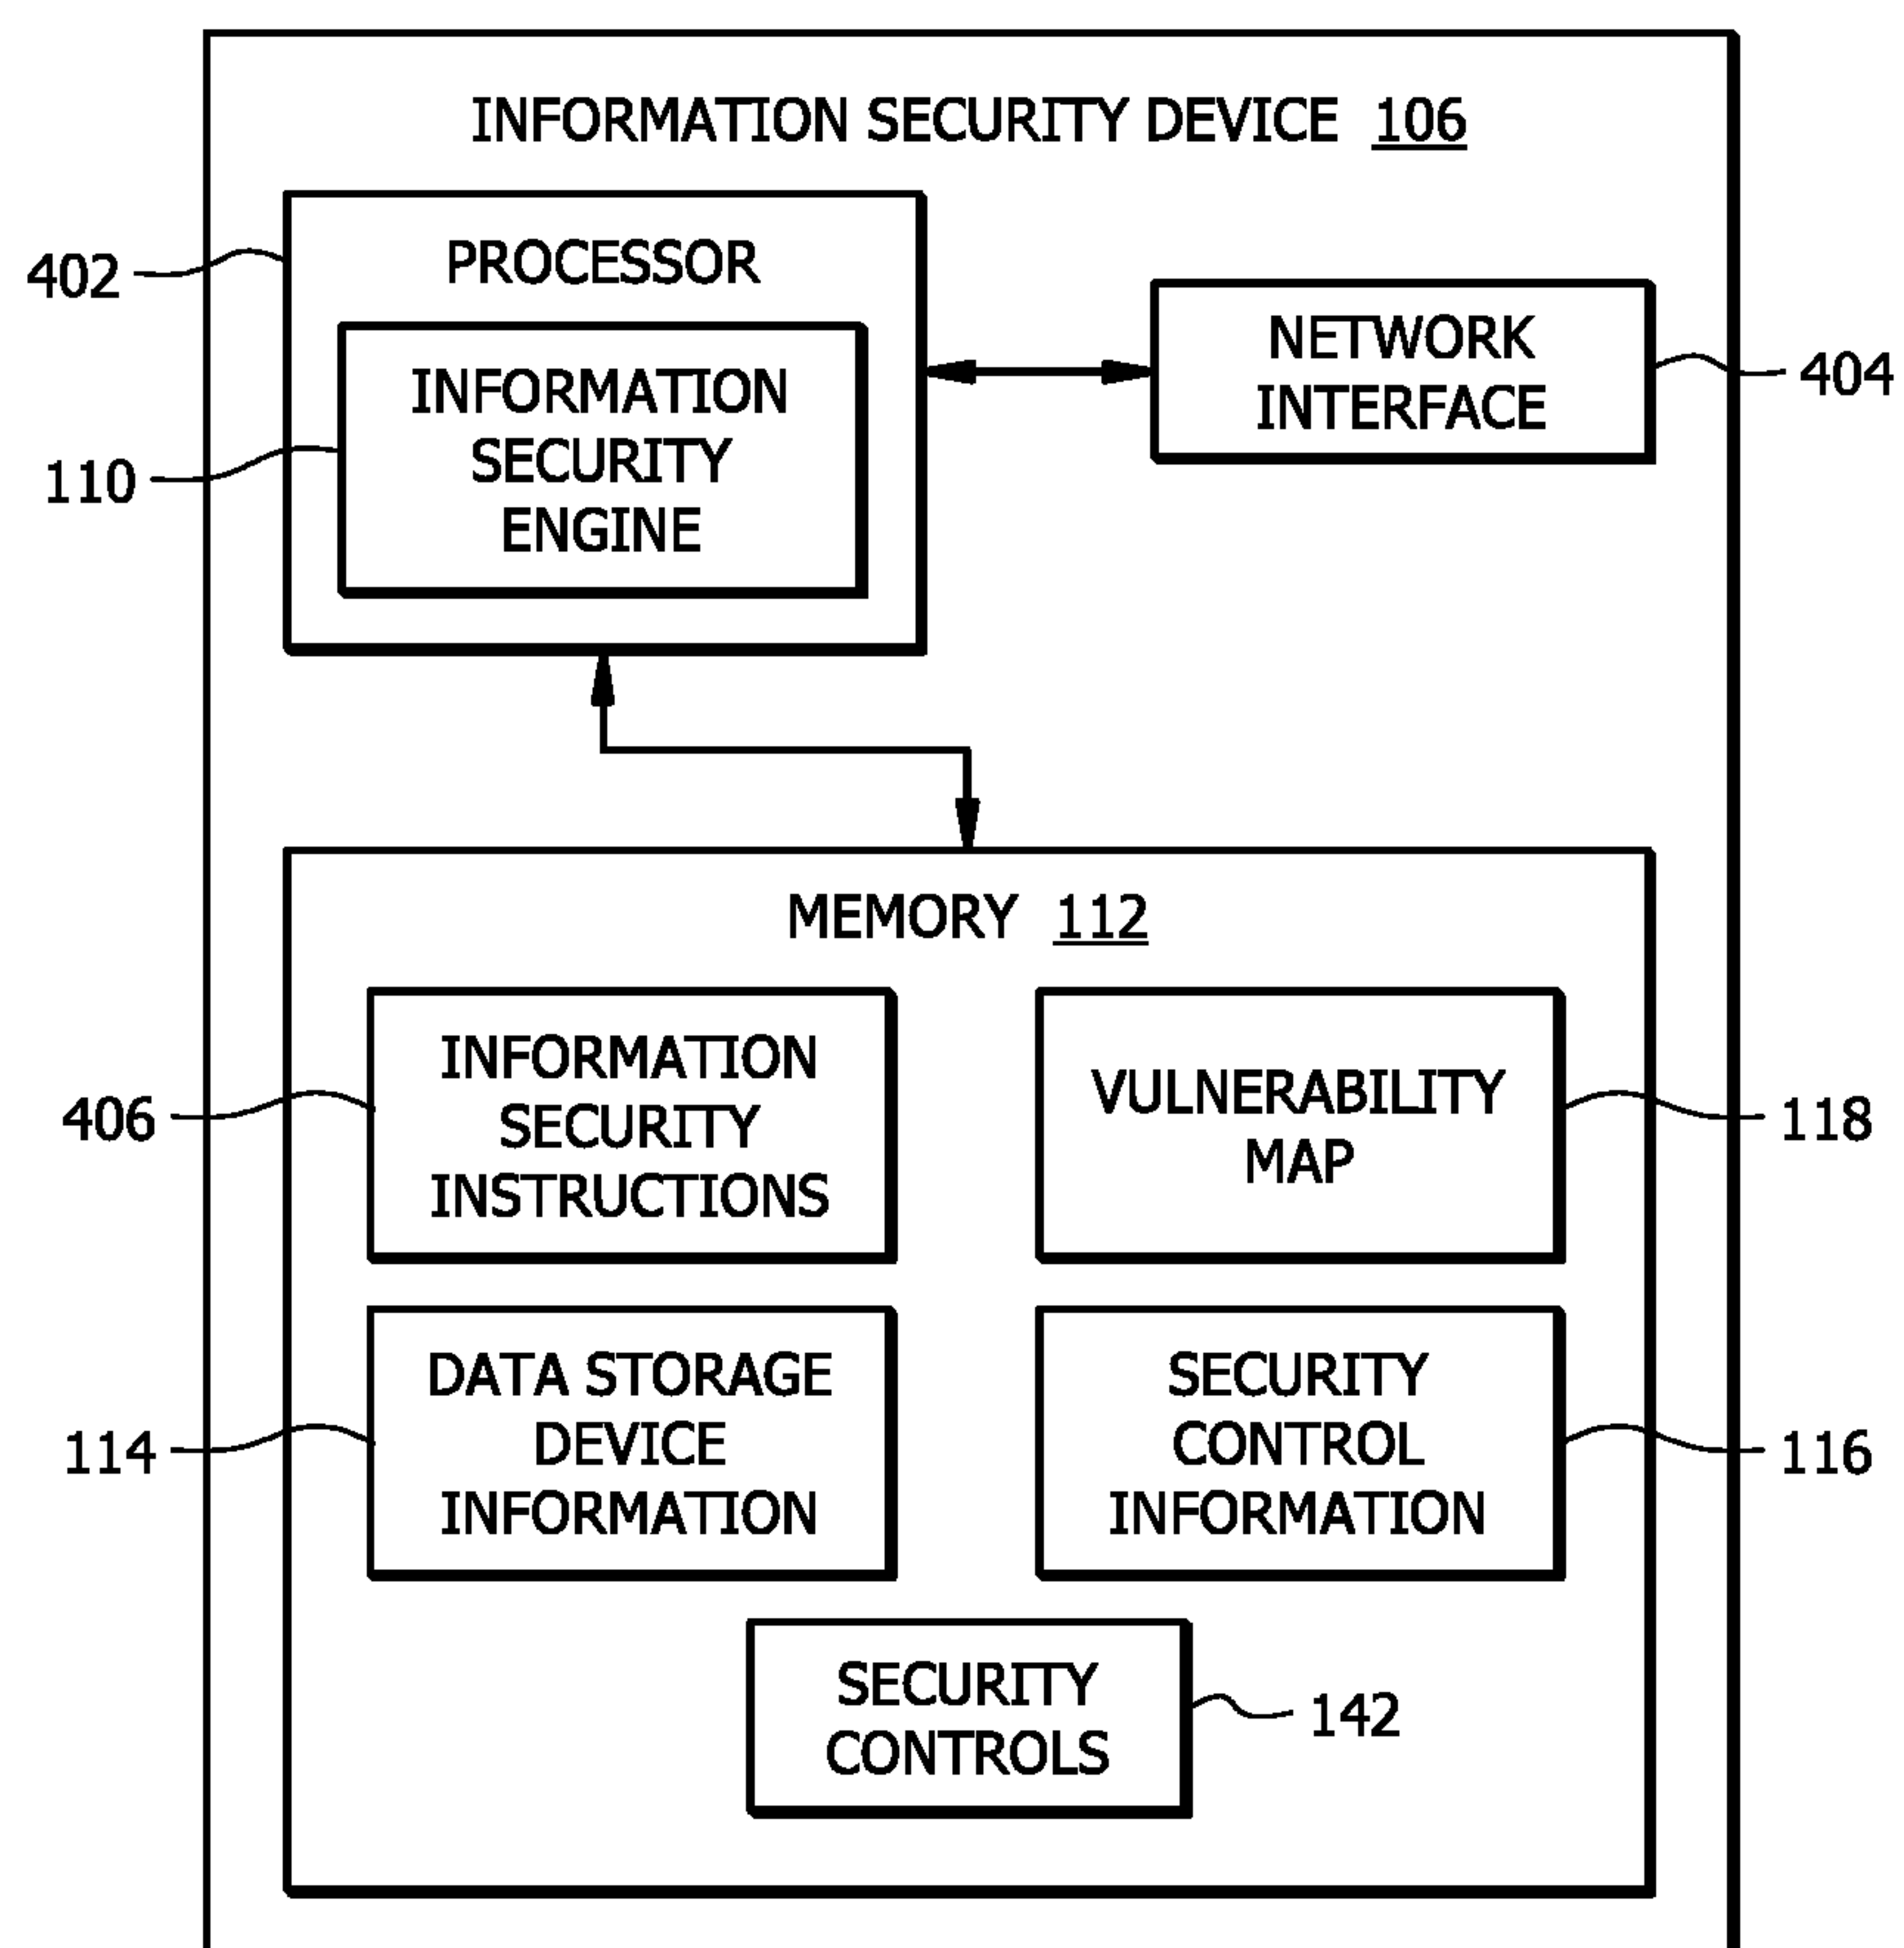 INFORMATION SECURITY DEVICE 106
402
PROCESSOR
INFORMATION
SECURITY
ENGINE
110
NETWORK
INTERFACE
404
MEMORY 112
INFORMATION
SECURITY
INSTRUCTIONS
406
VULNERABILITY
MAP
118
DATA STORAGE
DEVICE
INFORMATION
114
SECURITY
CONTROL
INFORMATION
116
SECURITY
CONTROLS
142